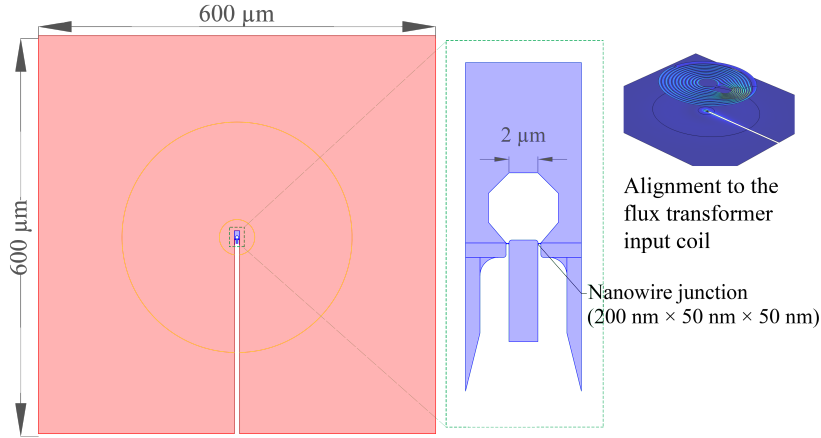 600 µm
600 µm
2 µm
Alignment to the
flux transformer
input coil
Nanowire junction
(200 nm × 50 nm × 50 nm)